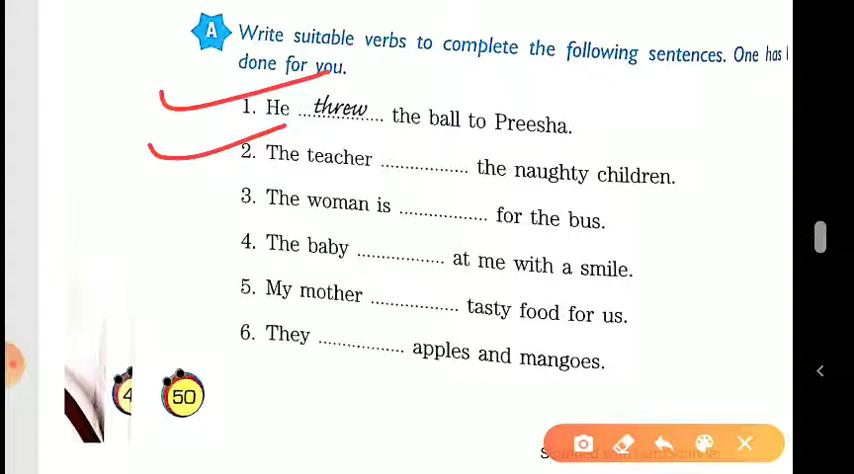 A Write suitable verbs to complete the following sentences. One has
done for you.
1. He ...threw... the ball to Preesha.
2. The teacher .................. the naughty children.
3. The woman is .................. for the bus.
4. The baby .................. at me with a smile.
5. My mother .................. tasty food for us.
6. They .................. apples and mangoes.
4 50